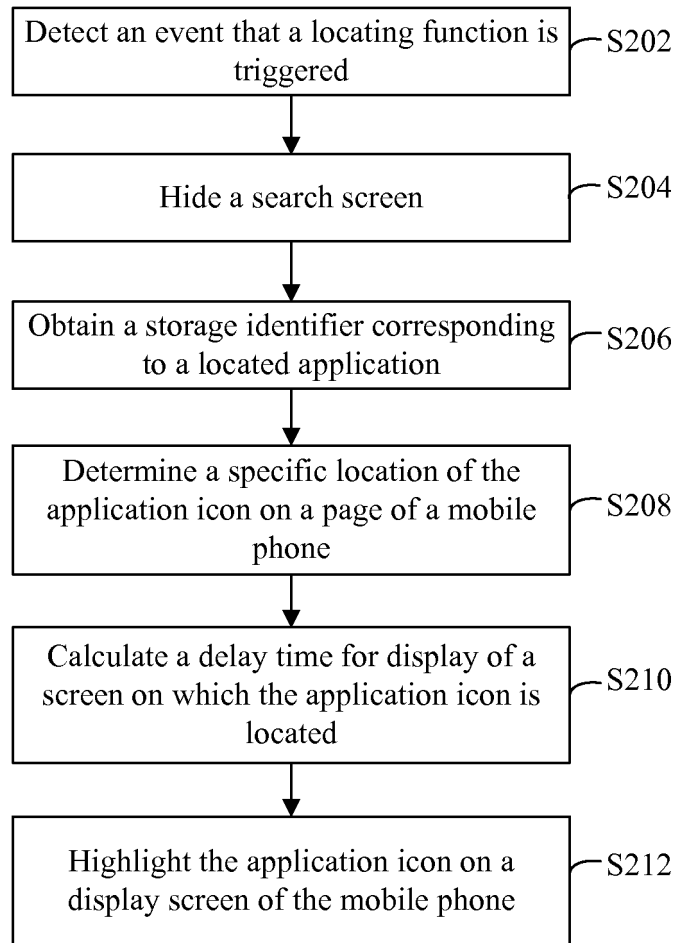 Detect an event that a locating function is
triggered
S202
Hide a search screen
S204
Obtain a storage identifier corresponding
to a located application
S206
Determine a specific location of the
application icon on a page of a mobile
phone
S208
Calculate a delay time for display of a
screen on which the application icon is
located
S210
Highlight the application icon on a
display screen of the mobile phone
S212